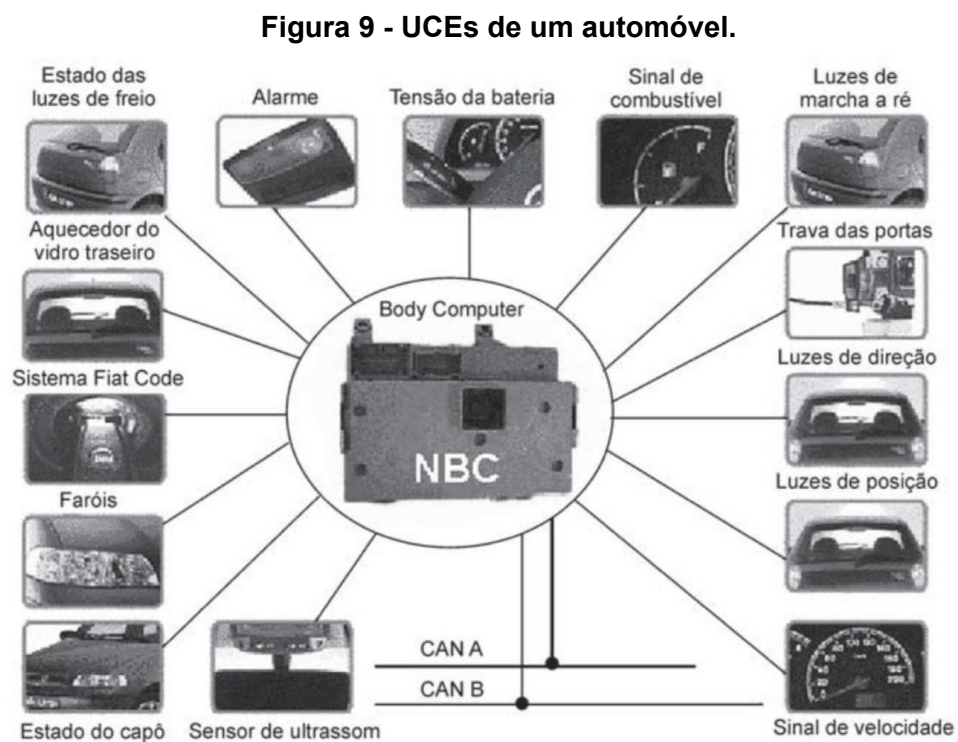 Figura 9 - UCEs de um automóvel.
Estado das
luzes de freio
Alarme
Tensão da bateria
Sinal de
combustível
Luzes de
marcha a ré
Aquecedor do
vidro traseiro
Body Computer
Trava das portas
Sistema Fiat Code
Luzes de direção
NBC
Faróis
Luzes de posição
CAN A
CAN B
Estado do capô
Sensor de ultrassom
Sinal de velocidade